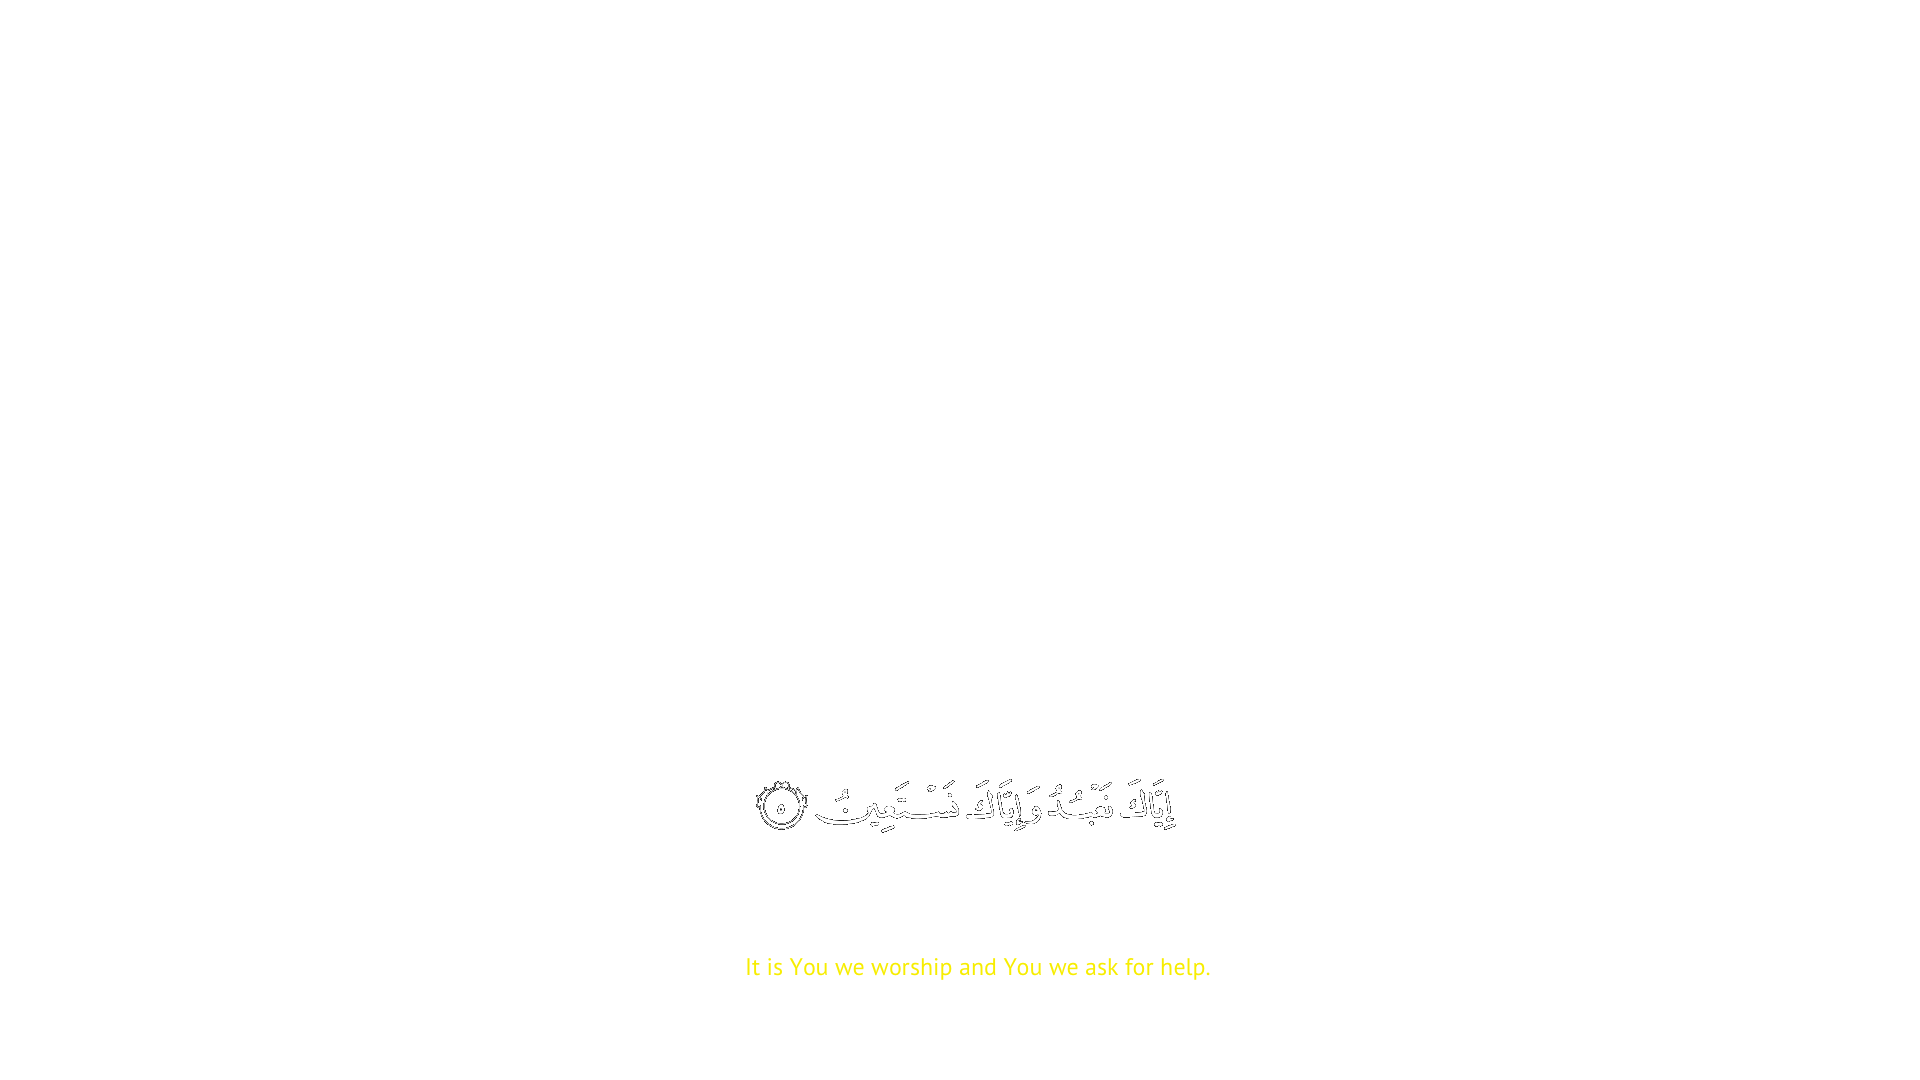 إِيَّاكَ نَعْبُدُ وَإِيَّاكَ نَسْتَعِينُ ۝٥
It is You we worship and You we ask for help.